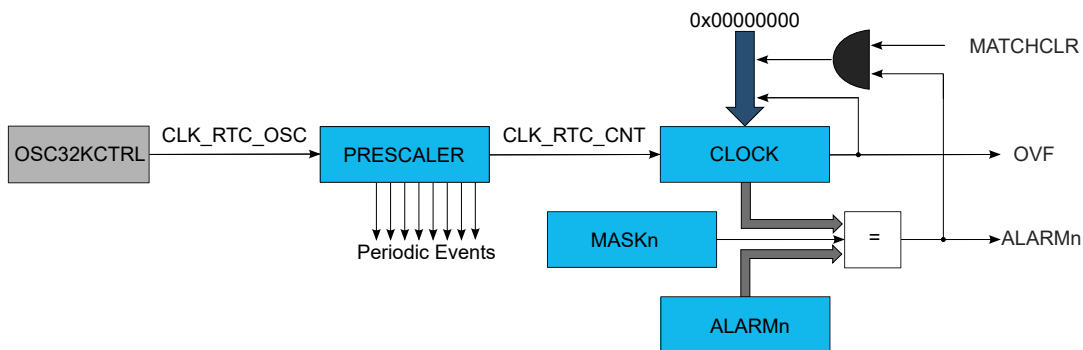 0x00000000
MATCHCLR
OSC32KCTRL
CLK_RTC_OSC
PRESCALER
CLK_RTC_CNT
CLOCK
OVF
Periodic Events
MASKn
=
ALARMn
ALARMn